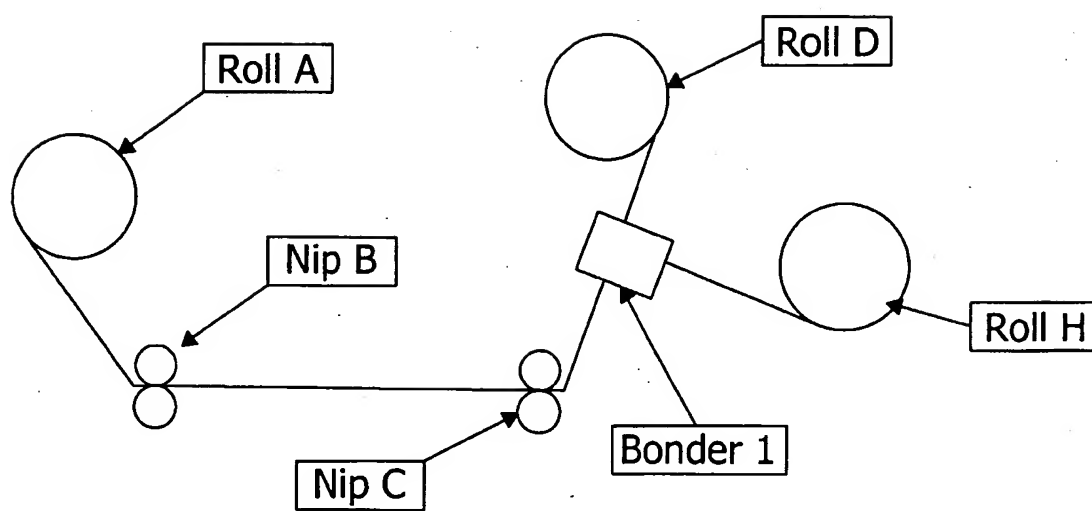 Roll D
Roll A
Nip B
Roll H
Bonder 1
Nip C